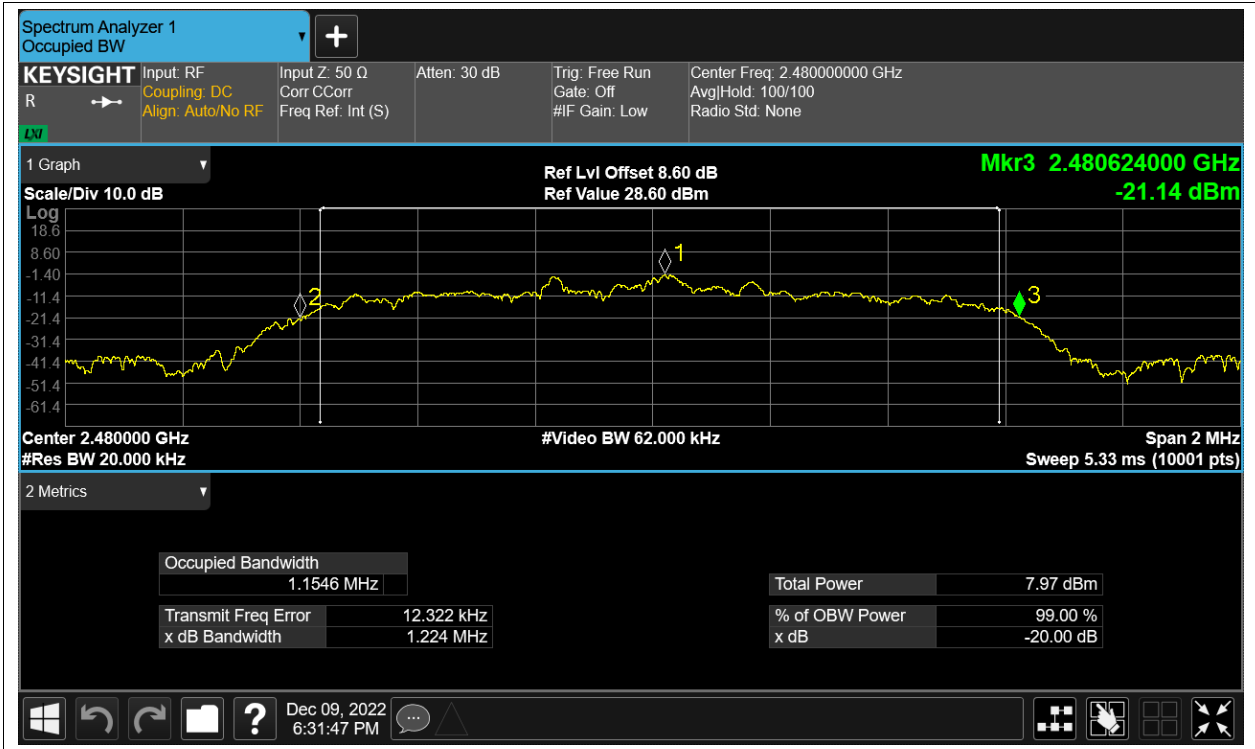 Spectrum Analyzer 1
Occupied BW
▼
+
KEYSIGHT
R
LXI
Input: RF
Coupling: DC
Align: Auto/No RF
Input Z: 50 Ω
Corr CCorr
Freq Ref: Int (S)
Atten: 30 dB
Trig: Free Run
Gate: Off
#IF Gain: Low
Center Freq: 2.480000000 GHz
Avg|Hold: 100/100
Radio Std: None
1 Graph ▼
Scale/Div 10.0 dB
Ref Lvl Offset 8.60 dB
Ref Value 28.60 dBm
Mkr3 2.480624000 GHz
-21.14 dBm
Log
18.6
8.60
-1.40
-11.4
-21.4
-31.4
-41.4
-51.4
-61.4
1
2
3
Center 2.480000 GHz
#Res BW 20.000 kHz
#Video BW 62.000 kHz
Span 2 MHz
Sweep 5.33 ms (10001 pts)
2 Metrics ▼
Occupied Bandwidth
1.1546 MHz
Transmit Freq Error 12.322 kHz
x dB Bandwidth 1.224 MHz
Total Power 7.97 dBm
% of OBW Power 99.00 %
x dB -20.00 dB
?
Dec 09, 2022
6:31:47 PM